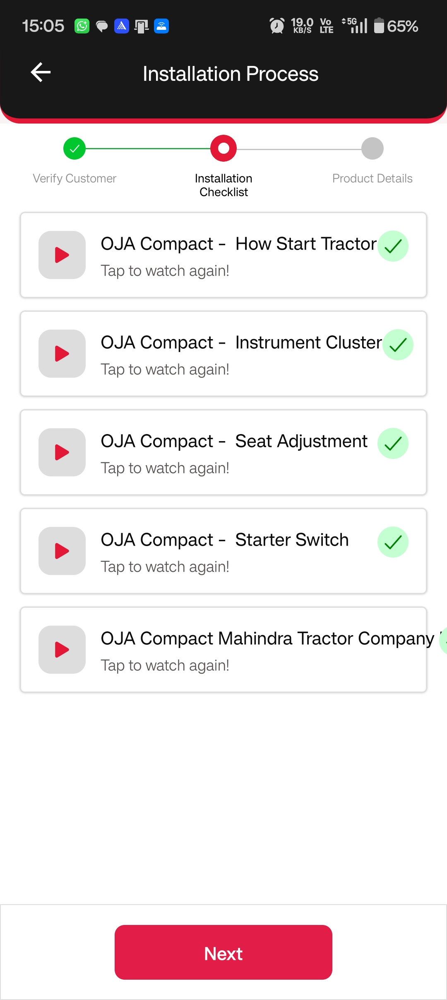 15:05 19.0 KB/S Vo LTE 5G 65%
Installation Process
Verify Customer
Installation Checklist
Product Details
OJA Compact -  How Start Tractor
Tap to watch again!
OJA Compact -  Instrument Cluster
Tap to watch again!
OJA Compact -  Seat Adjustment
Tap to watch again!
OJA Compact -  Starter Switch
Tap to watch again!
OJA Compact Mahindra Tractor Company
Tap to watch again!
Next